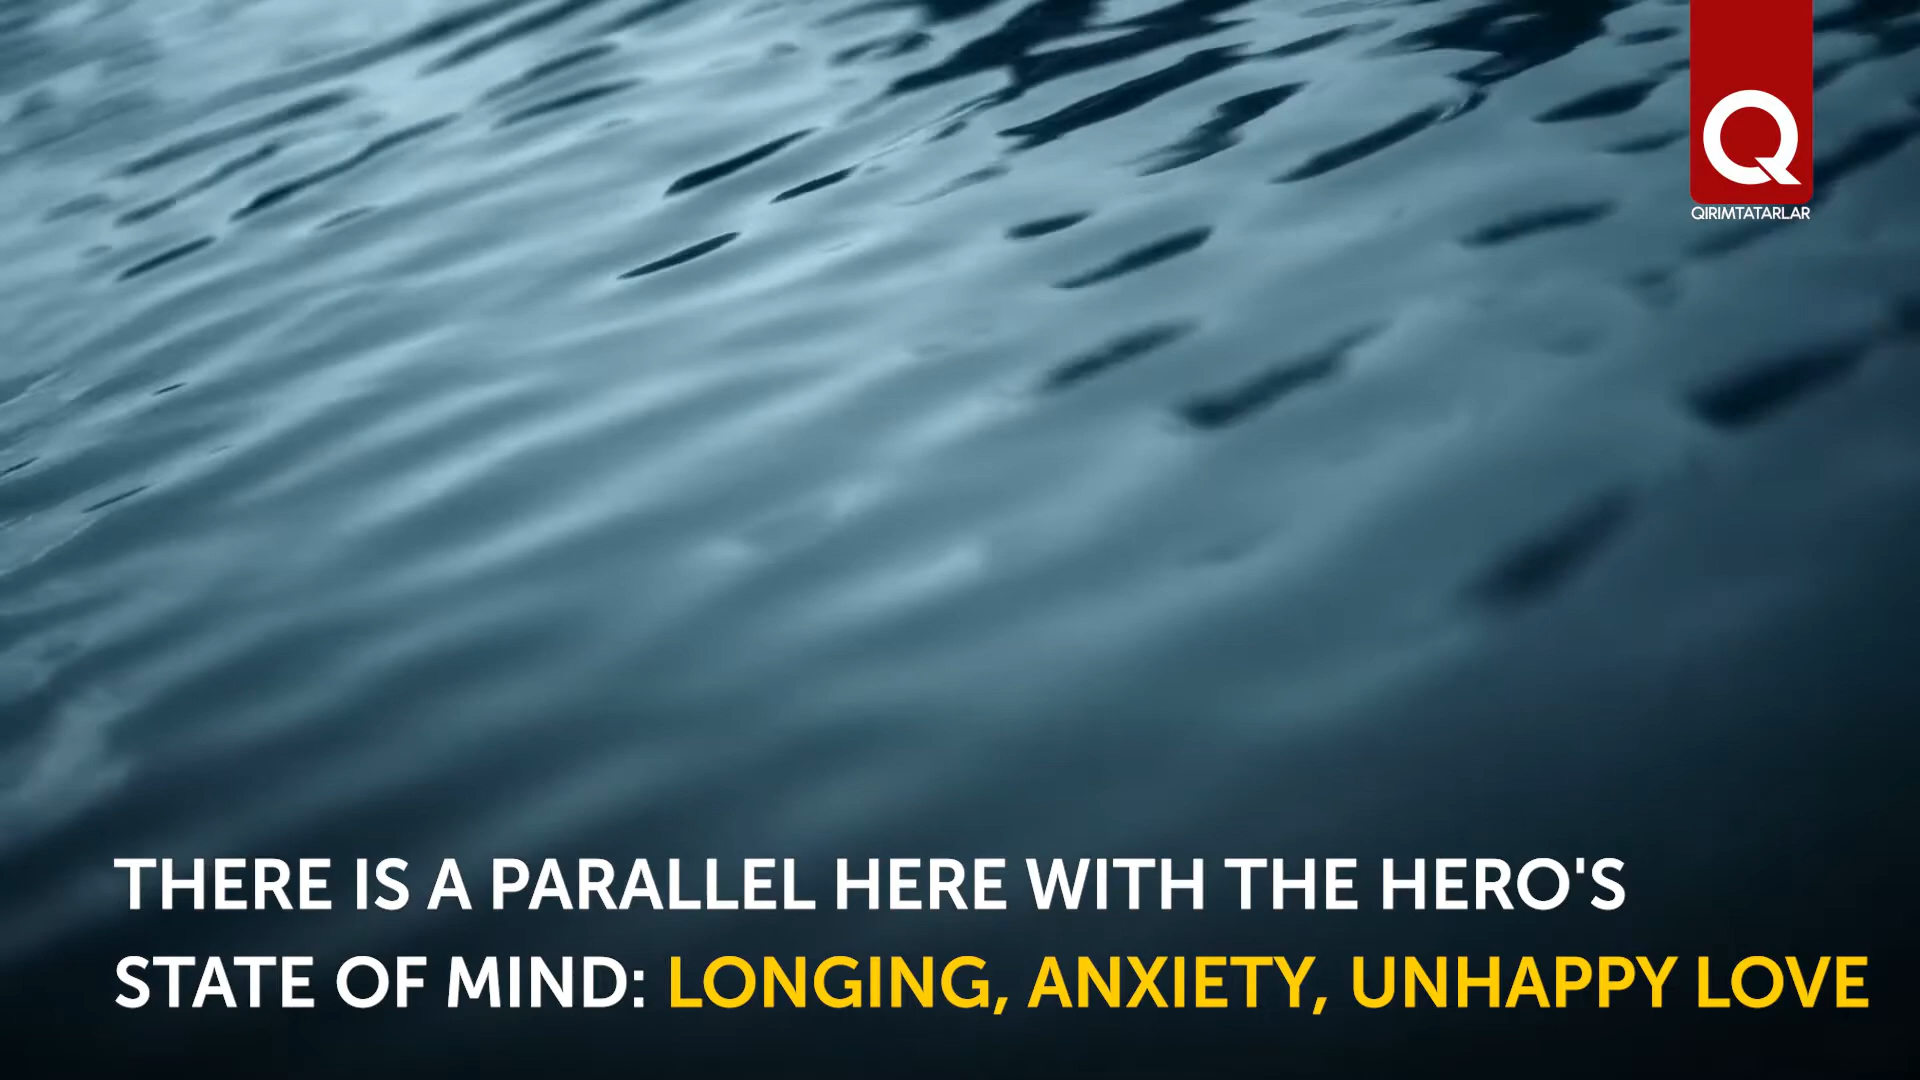 Q
QIRIMTATARLAR
THERE IS A PARALLEL HERE WITH THE HERO'S
STATE OF MIND: LONGING, ANXIETY, UNHAPPY LOVE